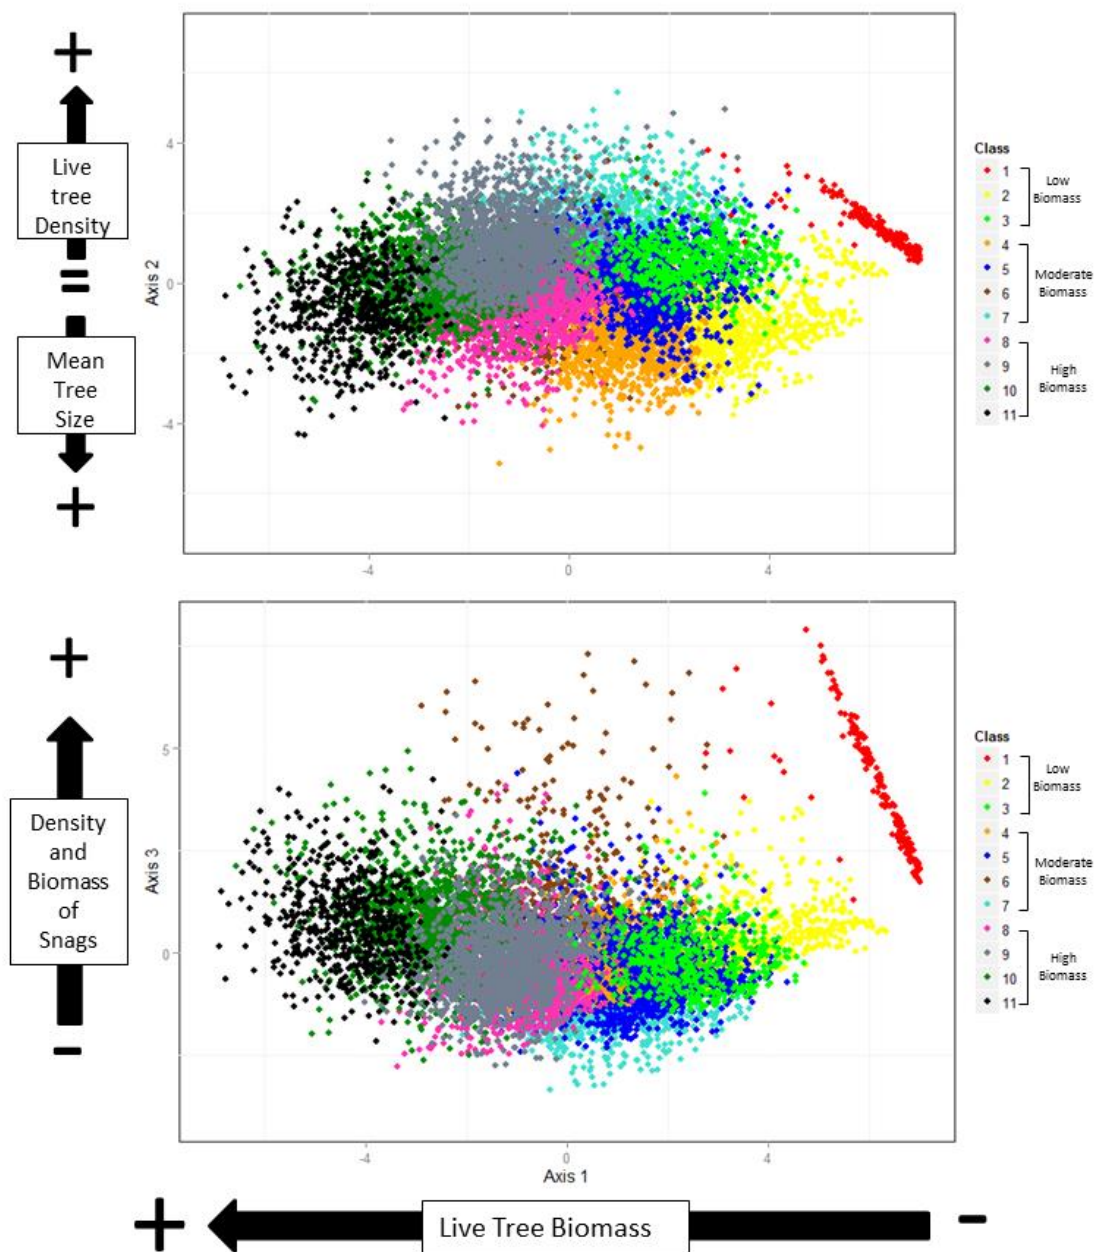 +
Live
tree
Density
=
=
Mean
Tree
Size
+
Axis 2
4
0
-4
-4
0
4
Class
1
2
3
4
5
6
7
8
9
10
11
Low
Biomass
Moderate
Biomass
High
Biomass
+
Density
and
Biomass
of
Snags
-
Axis 3
5
0
-4
0
4
Axis 1
Class
1
2
3
4
5
6
7
8
9
10
11
Low
Biomass
Moderate
Biomass
High
Biomass
+
Live Tree Biomass
-